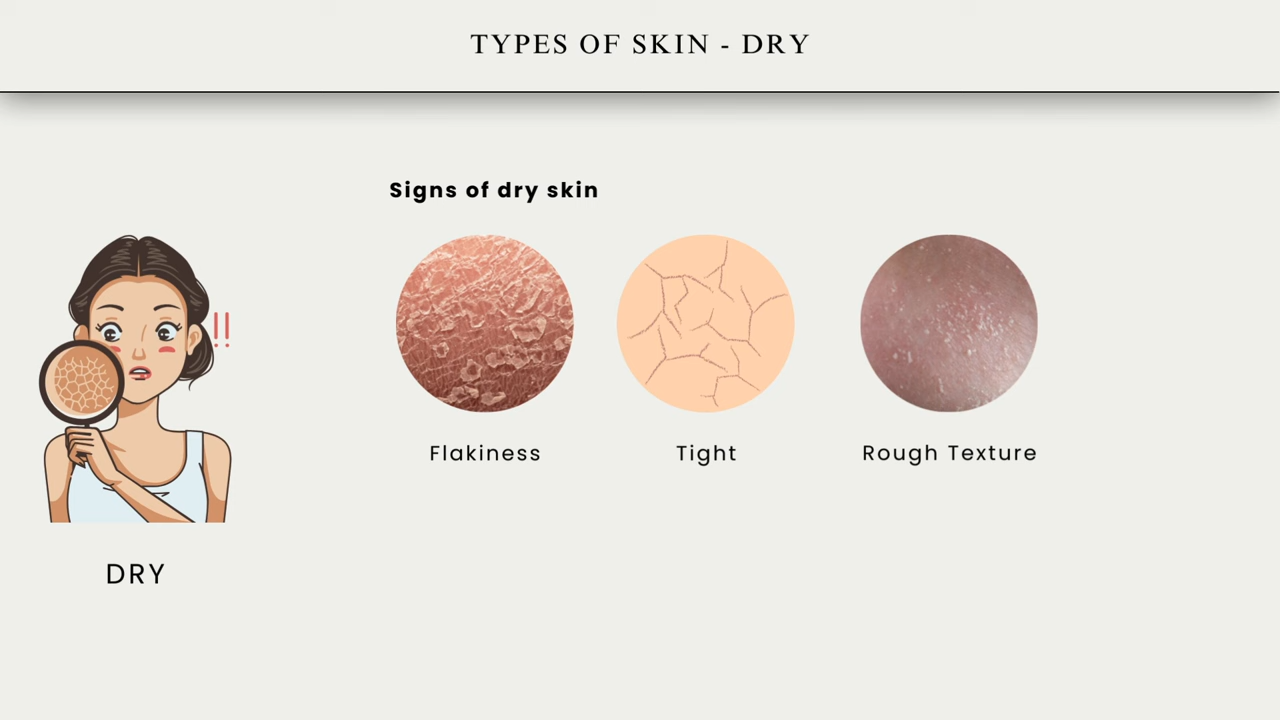 TYPES OF SKIN - DRY
Signs of dry skin
Flakiness
Tight
Rough Texture
!!
DRY